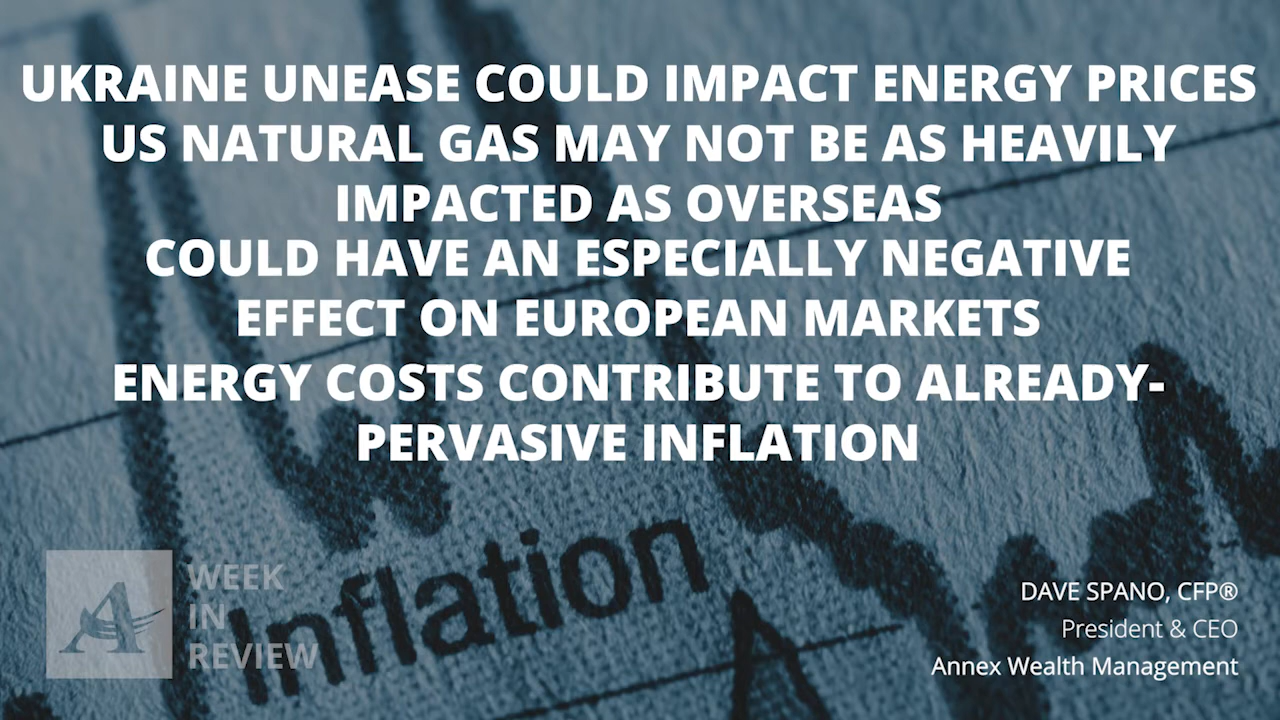 UKRAINE UNEASE COULD IMPACT ENERGY PRICES
US NATURAL GAS MAY NOT BE AS HEAVILY
IMPACTED AS OVERSEAS
COULD HAVE AN ESPECIALLY NEGATIVE
EFFECT ON EUROPEAN MARKETS
ENERGY COSTS CONTRIBUTE TO ALREADY-
PERVASIVE INFLATION
Inflation
WEEK
IN
REVIEW
DAVE SPANO, CFP®
President & CEO
Annex Wealth Management